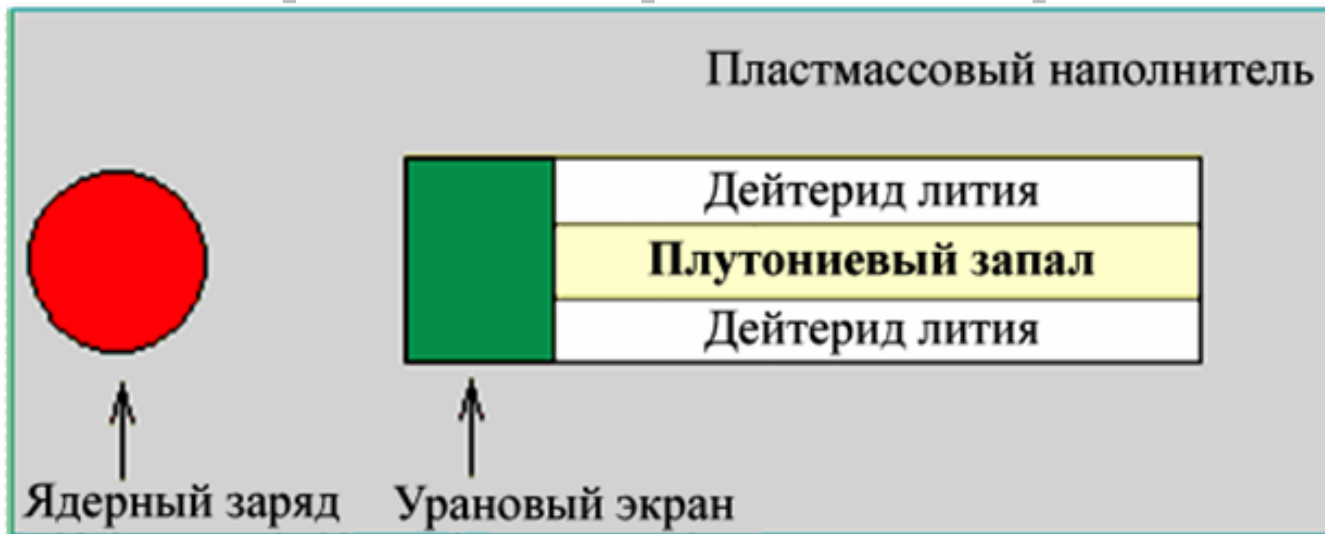 Пластмассовый наполнитель
Дейтерид лития
Плутониевый запал
Дейтерид лития
Ядерный заряд
Урановый экран